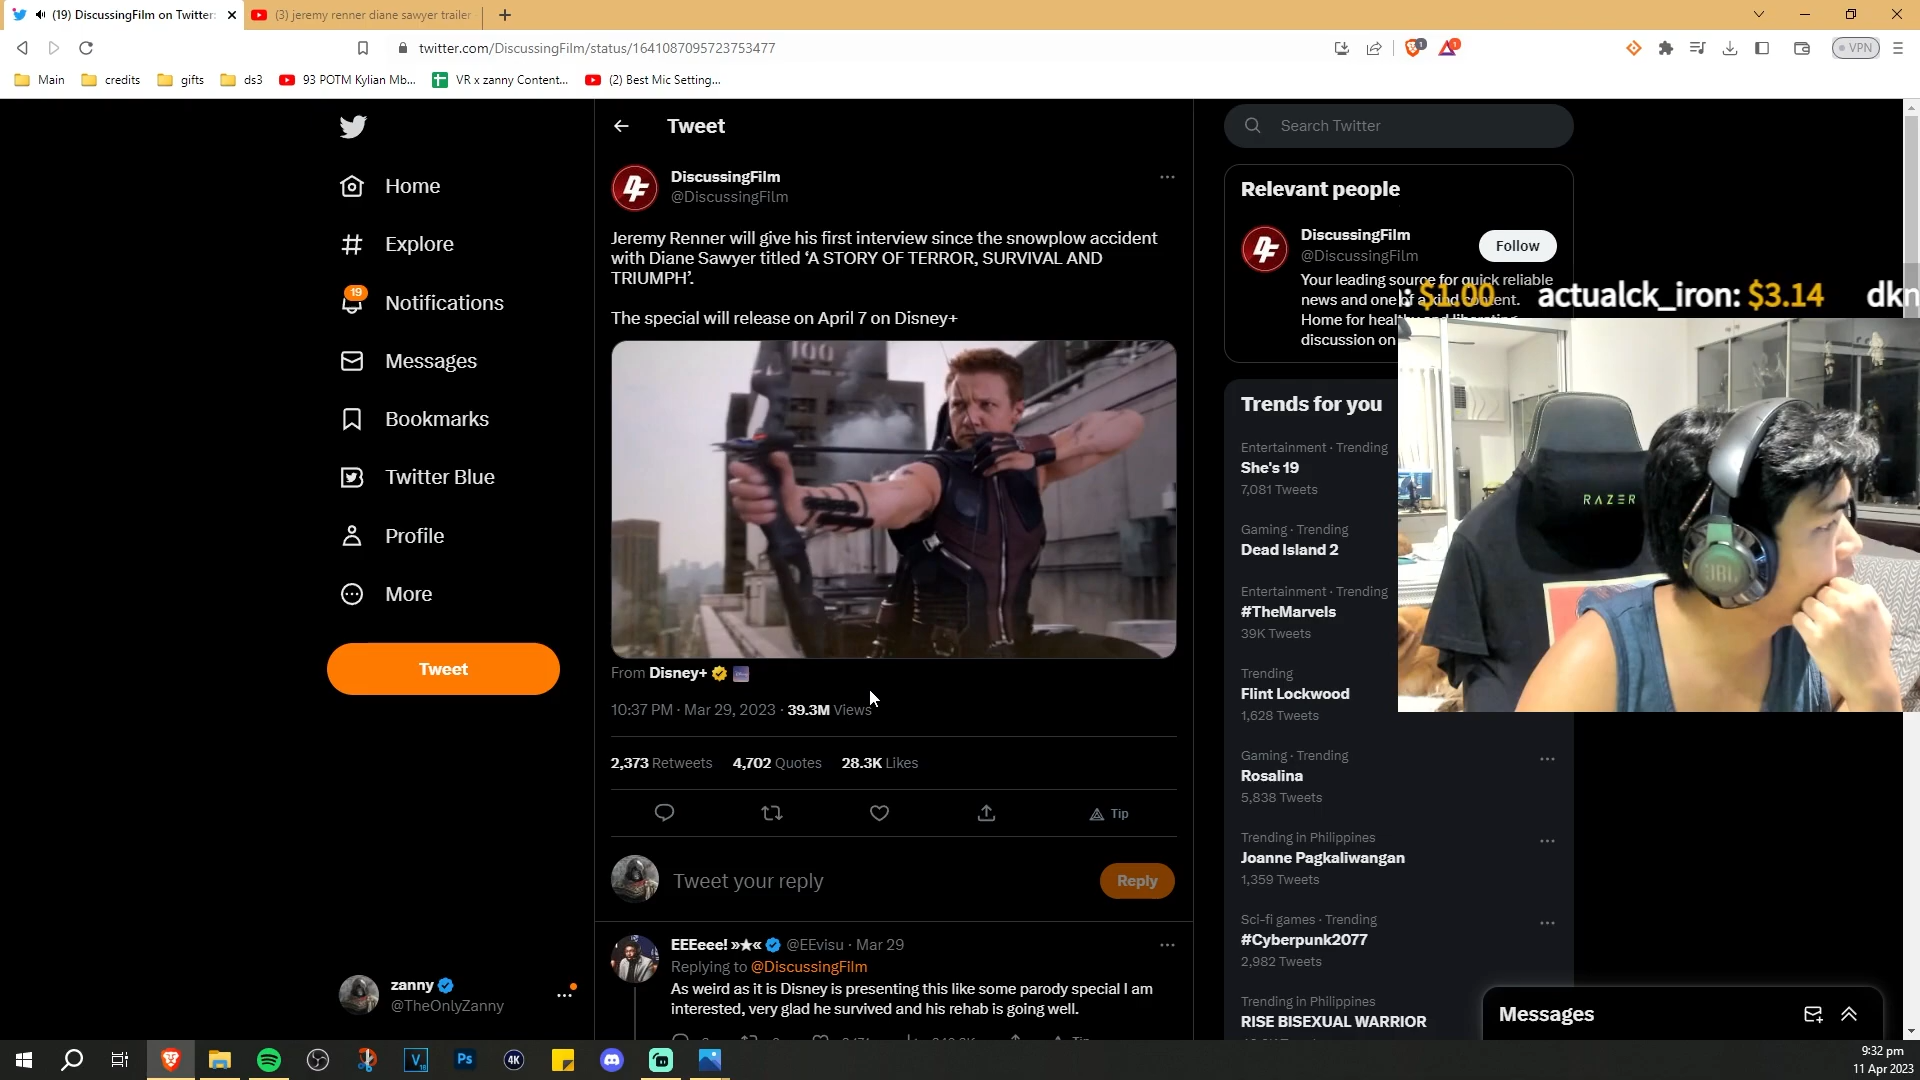 (19) DiscussingFilm on Twitter:
(3) jeremy renner diane sawyer trailer
twitter.com/DiscussingFilm/status/1641087095723753477
1
1
VPN
Main
credits
gifts
ds3
93 POTM Kylian Mb...
VR x zanny Content...
(2) Best Mic Setting...
Home
Explore
19
Notifications
Messages
Bookmarks
Twitter Blue
Profile
More
Tweet
zanny
@TheOnlyZanny
Tweet
DiscussingFilm
@DiscussingFilm
Jeremy Renner will give his first interview since the snowplow accident
with Diane Sawyer titled ‘A STORY OF TERROR, SURVIVAL AND
TRIUMPH’.
The special will release on April 7 on Disney+
100
From Disney+
10:37 PM · Mar 29, 2023 · 39.3M Views
2,373 Retweets 4,702 Quotes 28.3K Likes
Tip
Tweet your reply
Reply
EEEeee! »★« @EEvisu · Mar 29
Replying to @DiscussingFilm
As weird as it is Disney is presenting this like some parody special I am
interested, very glad he survived and his rehab is going well.
Search Twitter
Relevant people
DiscussingFilm
@DiscussingFilm
Follow
Your leading source for quick reliable
news and one of a kind content.
Home for healthy and liberating
discussion on
: $1.00 actualck_iron: $3.14 dkn
RAZER
JBL
Trends for you
Entertainment · Trending
She's 19
7,081 Tweets
Gaming · Trending
Dead Island 2
Entertainment · Trending
#TheMarvels
39K Tweets
Trending
Flint Lockwood
1,628 Tweets
Gaming · Trending
Rosalina
5,838 Tweets
Trending in Philippines
Joanne Pagkaliwangan
1,359 Tweets
Sci-fi games · Trending
#Cyberpunk2077
2,982 Tweets
Trending in Philippines
RISE BISEXUAL WARRIOR
Messages
V
18
Ps
4K
9:32 pm
11 Apr 2023